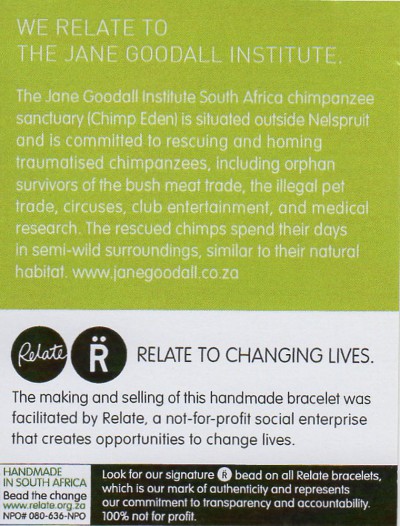 WE RELATE TO
THE JANE GOODALL INSTITUTE.
The Jane Goodall Institute South Africa chimpanzee
sanctuary (Chimp Eden) is situated outside Nelspruit
and is committed to rescuing and homing
traumatised chimpanzees, including orphan
survivors of the bush meat trade, the illegal pet
trade, circuses, club entertainment, and medical
research. The rescued chimps spend their days
in semi-wild surroundings, similar to their natural
habitat. www.janegoodall.co.za
Relate R̈ RELATE TO CHANGING LIVES.
The making and selling of this handmade bracelet was
facilitated by Relate, a not-for-profit social enterprise
that creates opportunities to change lives.
HANDMADE
IN SOUTH AFRICA
Bead the change
www.relate.org.za
NPO# 080-636-NPO
Look for our signature R̈ bead on all Relate bracelets,
which is our mark of authenticity and represents
our commitment to transparency and accountability.
100% not for profit.